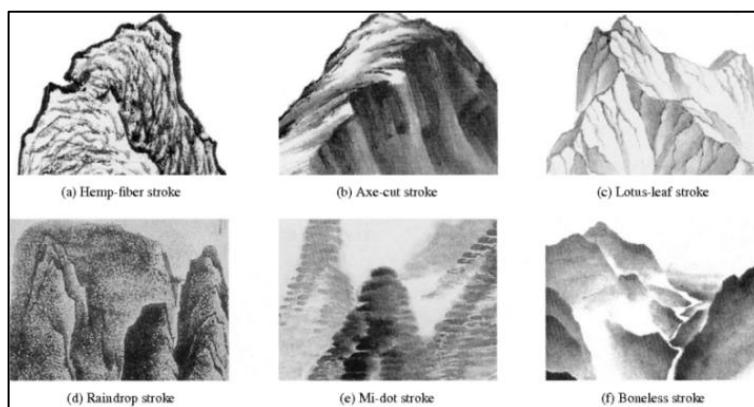 (a) Hemp-fiber stroke
(b) Axe-cut stroke
(c) Lotus-leaf stroke
(d) Raindrop stroke
(e) Mi-dot stroke
(f) Boneless stroke